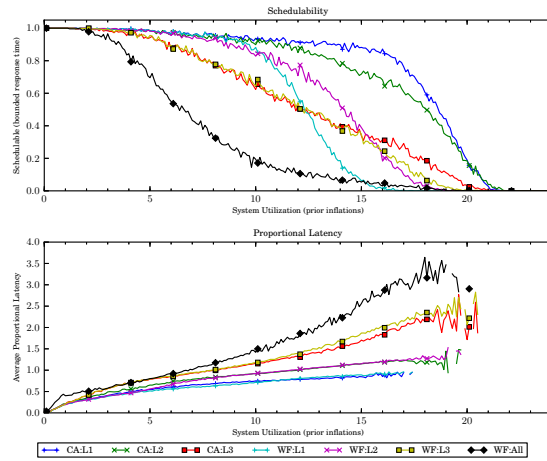 Schedulability
Schedulable (bounded response time)
1.0
0.8
0.6
0.4
0.2
0.0
0 5 10 15 20
System Utilization (prior inflations)
Proportional Latency
Average Proportional Latency
4.0
3.5
3.0
2.5
2.0
1.5
1.0
0.5
0.0
0 5 10 15 20
System Utilization (prior inflations)
CA:L1 CA:L2 CA:L3 WF:L1 WF:L2 WF:L3 WF:All